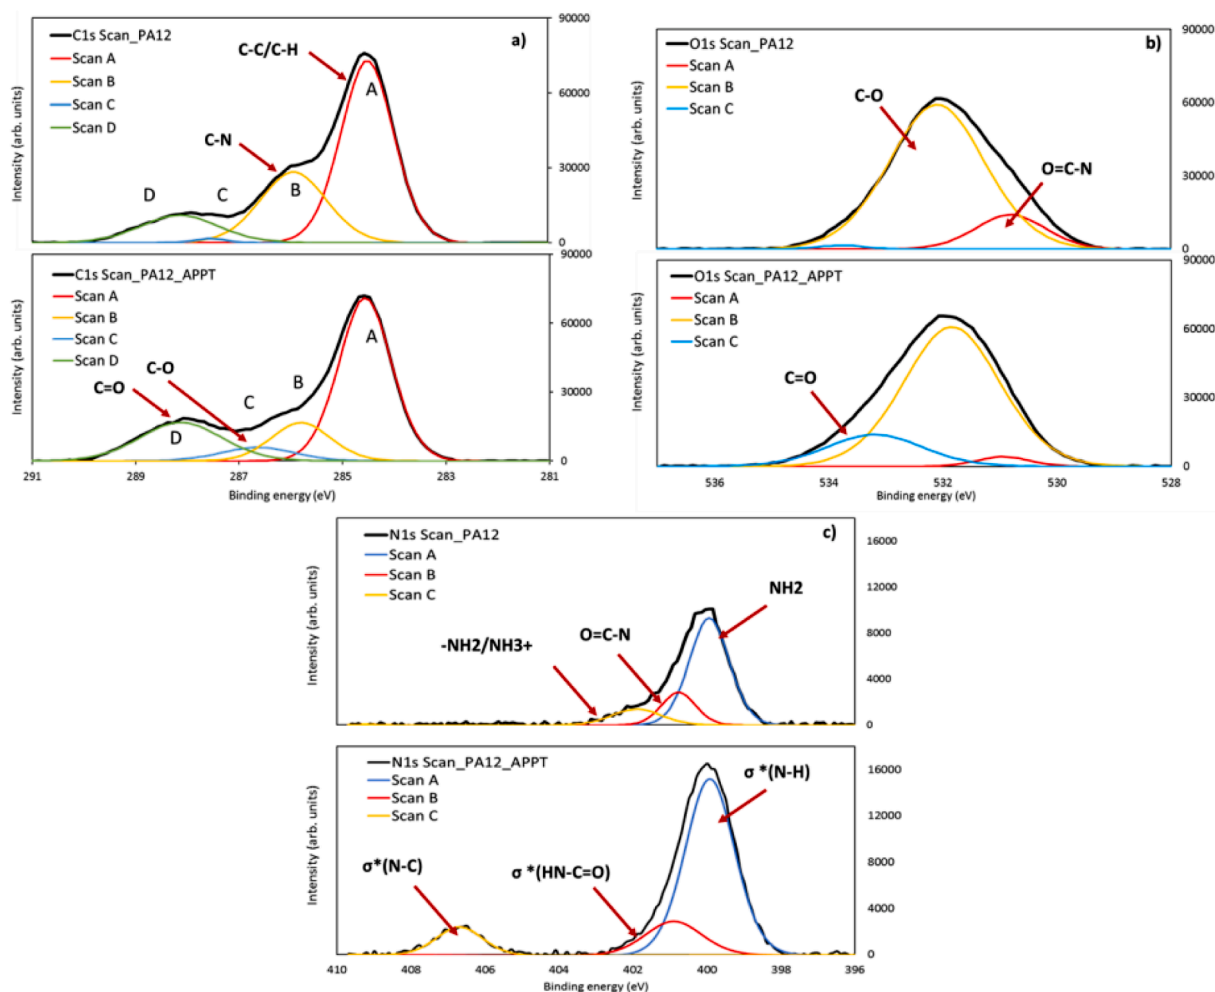 a)
C1s Scan_PA12
Scan A
Scan B
Scan C
Scan D
C-C/C-H
C-N
A
B
C
D
Intensity (arb. units)
90000
60000
30000
0
C1s Scan_PA12_APPT
Scan A
Scan B
Scan C
Scan D
C=O
C-O
A
B
C
D
Intensity (arb. units)
90000
60000
30000
0
291 289 287 285 283 281
Binding energy (eV)
b)
O1s Scan_PA12
Scan A
Scan B
Scan C
C-O
O=C-N
Intensity (arb. units)
90000
60000
30000
0
O1s Scan_PA12_APPT
Scan A
Scan B
Scan C
C=O
Intensity (arb. units)
90000
60000
30000
0
536 534 532 530 528
Binding energy (eV)
c)
N1s Scan_PA12
Scan A
Scan B
Scan C
-NH2/NH3+
O=C-N
NH2
Intensity (arb. units)
16000
12000
8000
4000
0
N1s Scan_PA12_APPT
Scan A
Scan B
Scan C
σ*(N-C)
σ *(HN-C=O)
σ *(N-H)
Intensity (arb. units)
16000
12000
8000
4000
0
410 408 406 404 402 400 398 396
Binding energy (eV)